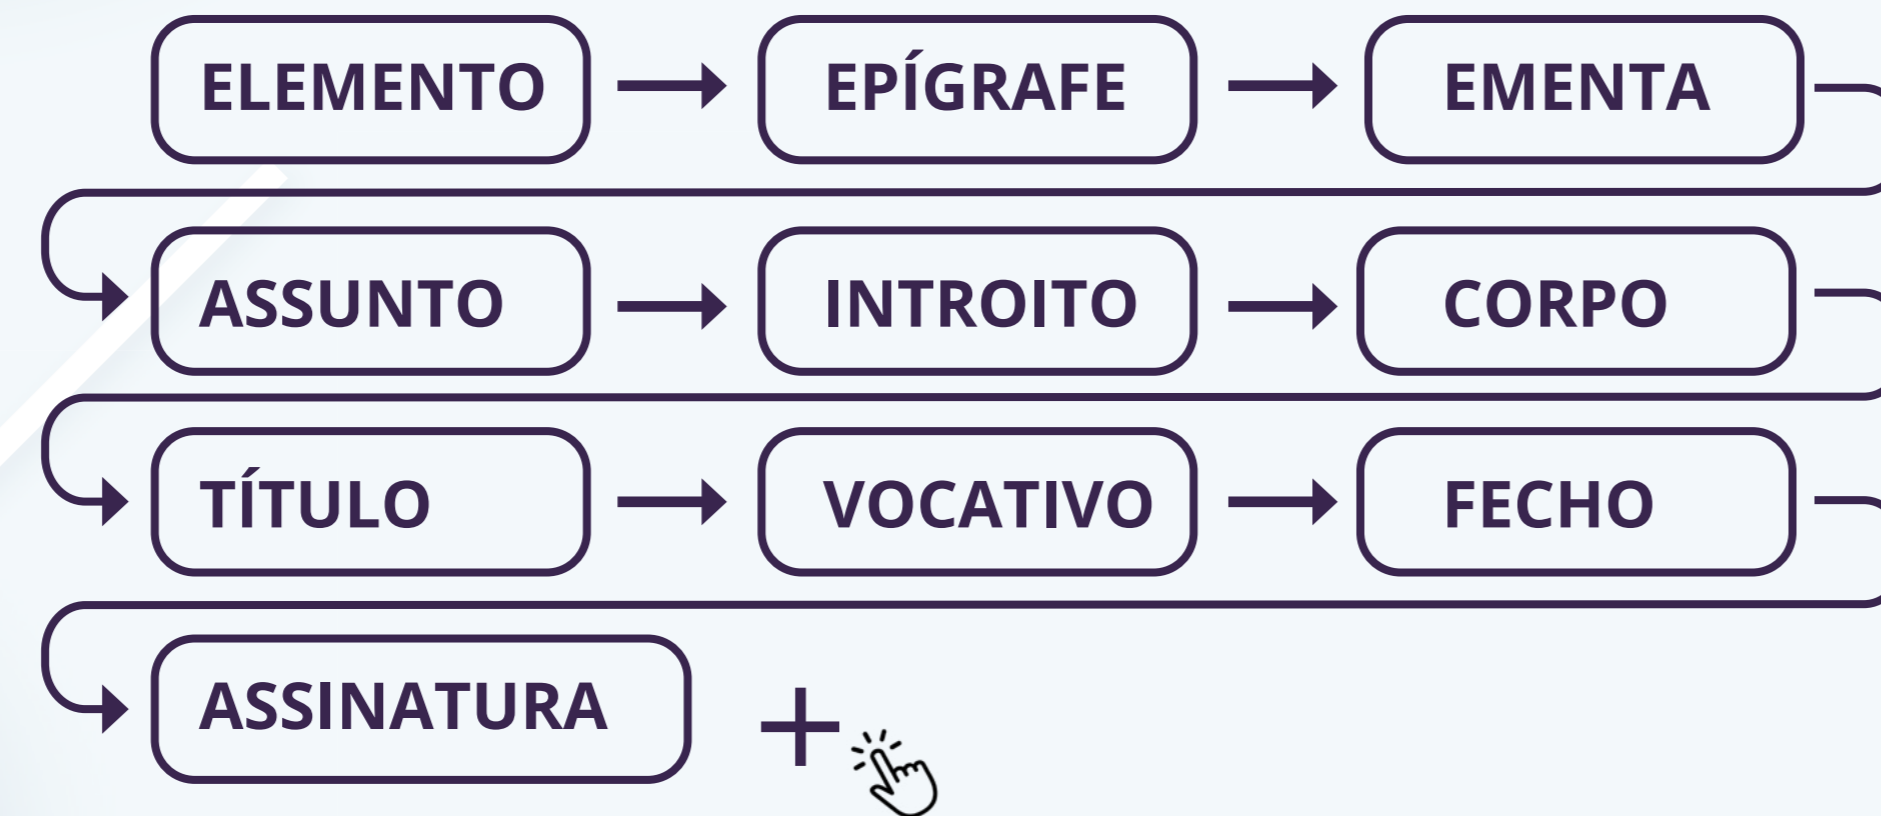 ELEMENTO
EPÍGRAFE
EMENTA
ASSUNTO
INTROITO
CORPO
TÍTULO
VOCATIVO
FECHO
ASSINATURA
+